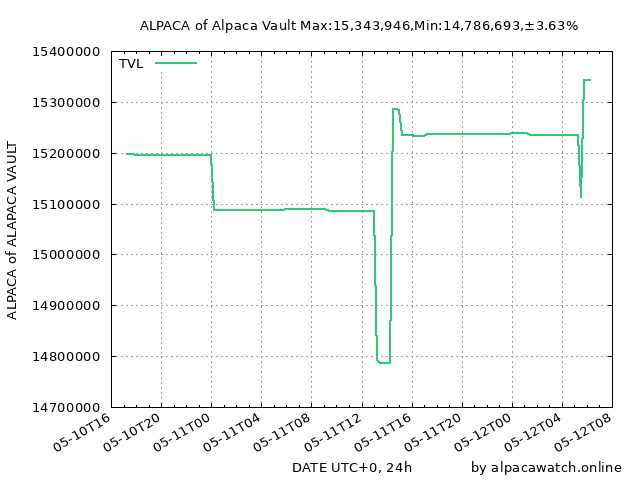 ALPACA of Alpaca Vault Max:15,343,946,Min:14,786,693,±3.63%
TVL
15400000
15300000
15200000
15100000
15000000
14900000
14800000
14700000
ALPACA of ALAPACA VAULT
05-10T16
05-10T20
05-11T00
05-11T04
05-11T08
05-11T12
05-11T16
05-11T20
05-12T00
05-12T04
05-12T08
DATE UTC+0, 24h
by alpacawatch.online